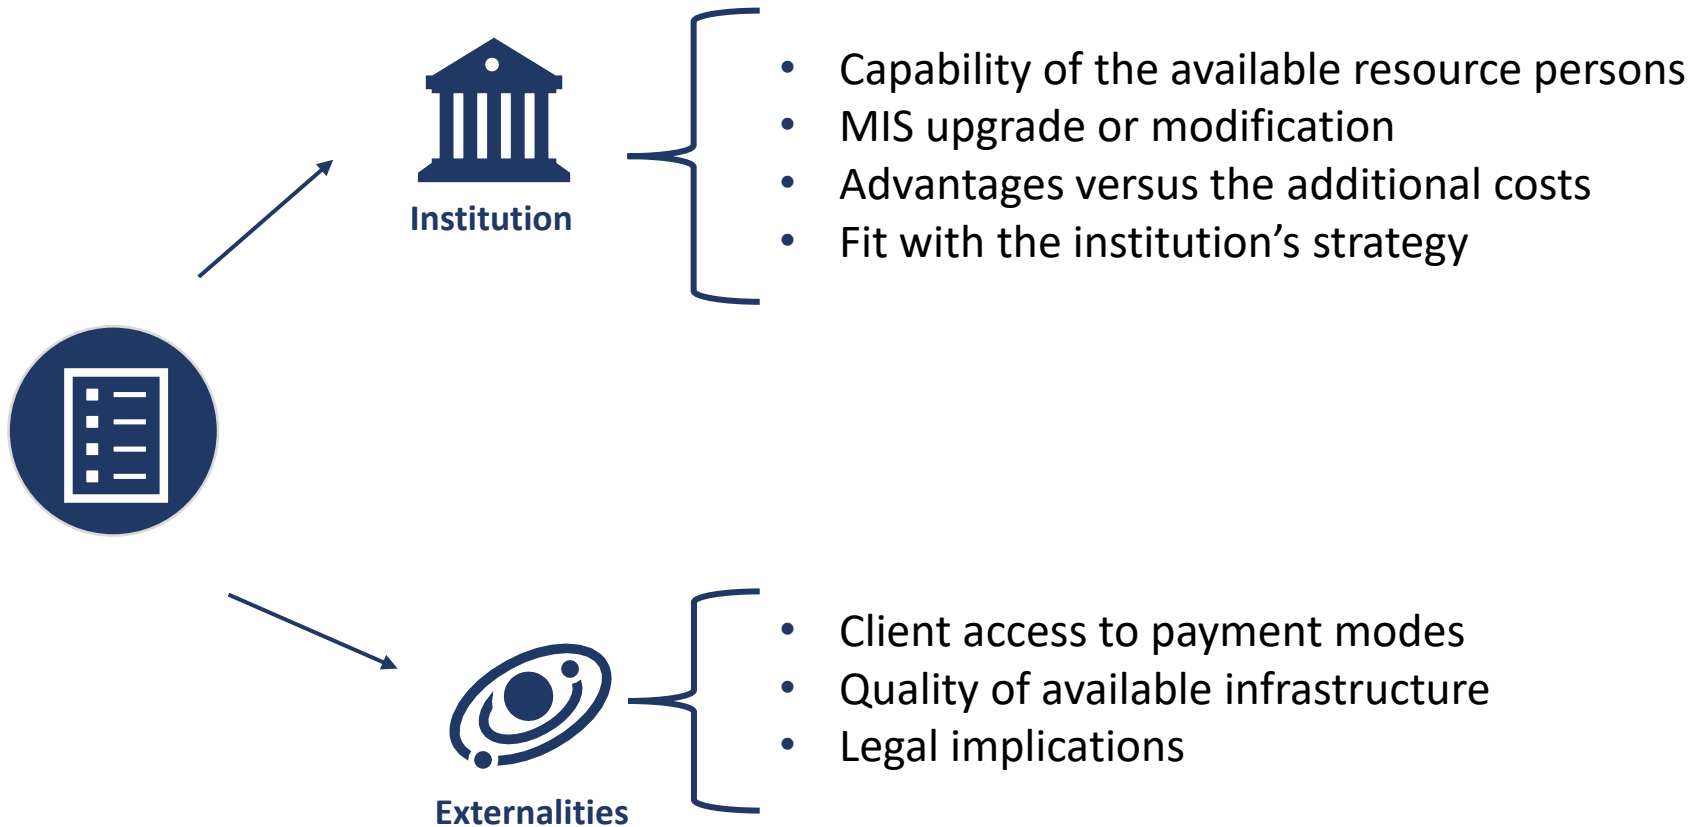 Institution
• Capability of the available resource persons
• MIS upgrade or modification
• Advantages versus the additional costs
• Fit with the institution’s strategy
Externalities
• Client access to payment modes
• Quality of available infrastructure
• Legal implications